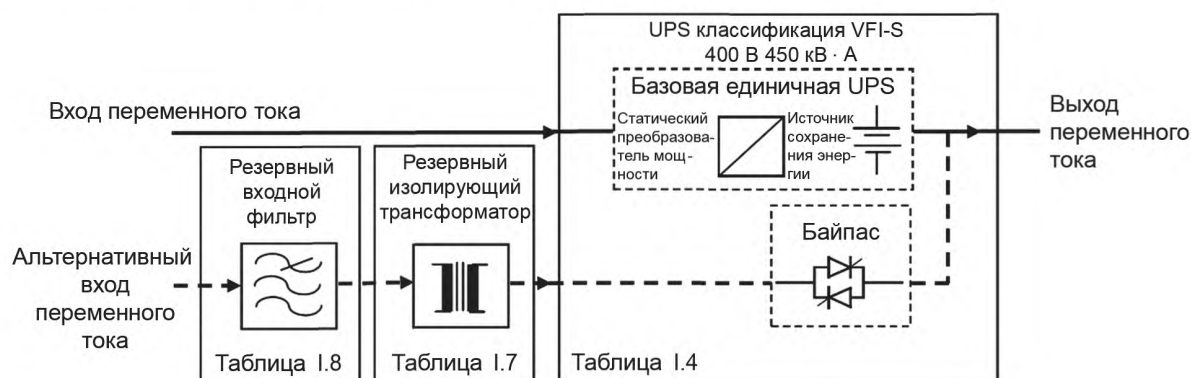 UPS классификация VFI-S
400 В 450 кВ · А
Базовая единичная UPS
Вход переменного тока
Статический
преобразова-
тель мощ-
ности
Источник
сохране-
ния энер-
гии
Выход
переменного
тока
Резервный
входной
фильтр
Резервный
изолирующий
трансформатор
Байпас
Альтернативный
вход
переменного
тока
Таблица I.8
Таблица I.7
Таблица I.4